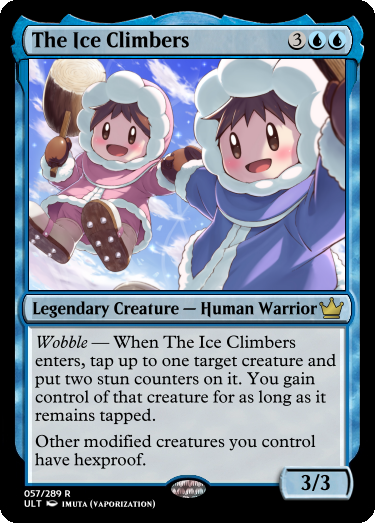 The Ice Climbers 3
Legendary Creature — Human Warrior
Wobble — When The Ice Climbers
enters, tap up to one target creature and
put two stun counters on it. You gain
control of that creature for as long as it
remains tapped.
Other modified creatures you control
have hexproof.
3/3
057/289 R
ULT IMUTA (VAPORIZATION)